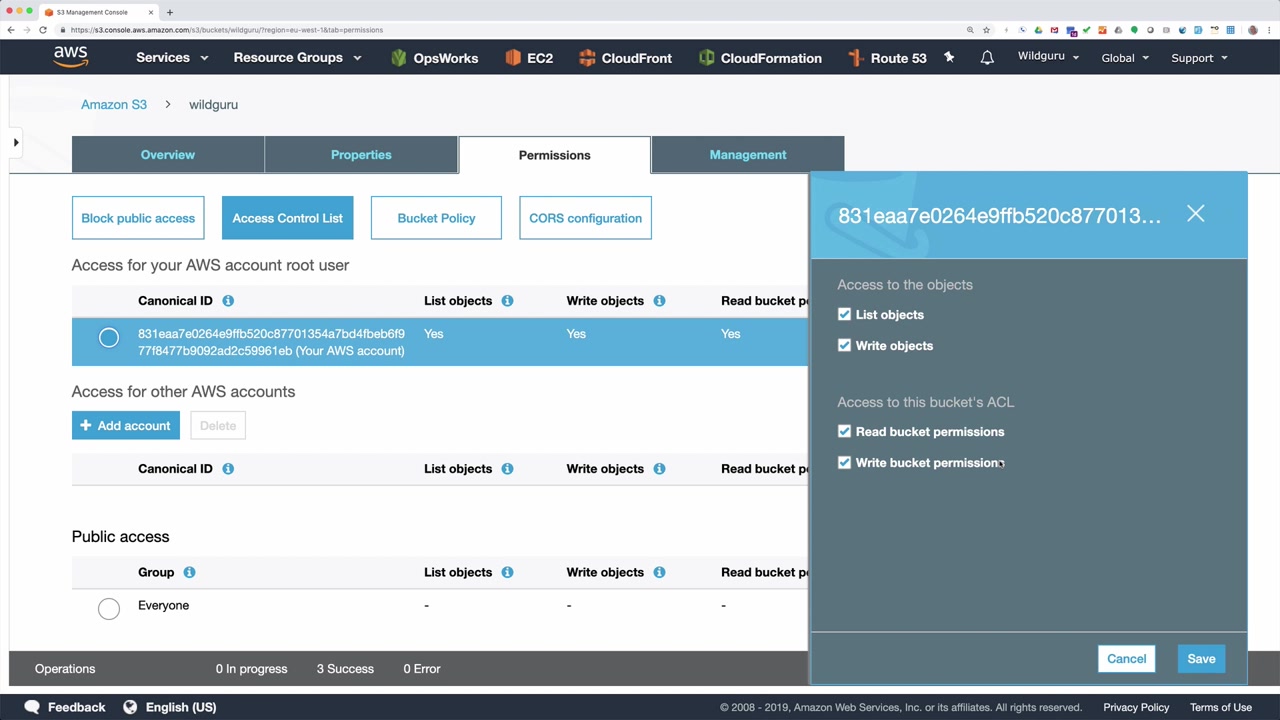 S3 Management Console
https://s3.console.aws.amazon.com/s3/buckets/wildguru/?region=eu-west-1&tab=permissions
aws Services Resource Groups OpsWorks EC2 CloudFront CloudFormation Route 53 Wildguru Global Support
Amazon S3 > wildguru
Overview Properties Permissions Management
Block public access Access Control List Bucket Policy CORS configuration
831eaa7e0264e9ffb520c877013...
Access for your AWS account root user
Canonical ID List objects Write objects Read bucket pe
831eaa7e0264e9ffb520c87701354a7bd4fbeb6f9 Yes Yes Yes
77f8477b9092ad2c59961eb (Your AWS account)
Access for other AWS accounts
+ Add account Delete
Canonical ID List objects Write objects Read bucket pe
Public access
Group List objects Write objects Read bucket pe
Everyone - - -
Access to the objects
List objects
Write objects
Access to this bucket's ACL
Read bucket permissions
Write bucket permissions
Cancel Save
Operations 0 In progress 3 Success 0 Error
Feedback English (US) © 2008 - 2019, Amazon Web Services, Inc. or its affiliates. All rights reserved. Privacy Policy Terms of Use